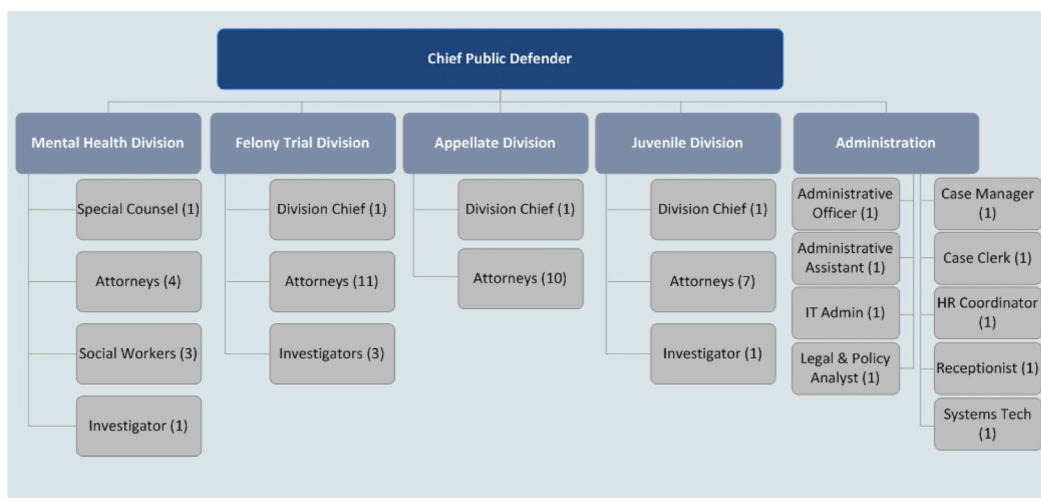 Chief Public Defender
Mental Health Division
Felony Trial Division
Appellate Division
Juvenile Division
Administration
Special Counsel (1)
Attorneys (4)
Social Workers (3)
Investigator (1)
Division Chief (1)
Attorneys (11)
Investigators (3)
Division Chief (1)
Attorneys (10)
Division Chief (1)
Attorneys (7)
Investigator (1)
Administrative
Officer (1)
Administrative
Assistant (1)
IT Admin (1)
Legal & Policy
Analyst (1)
Case Manager
(1)
Case Clerk (1)
HR Coordinator
(1)
Receptionist (1)
Systems Tech
(1)